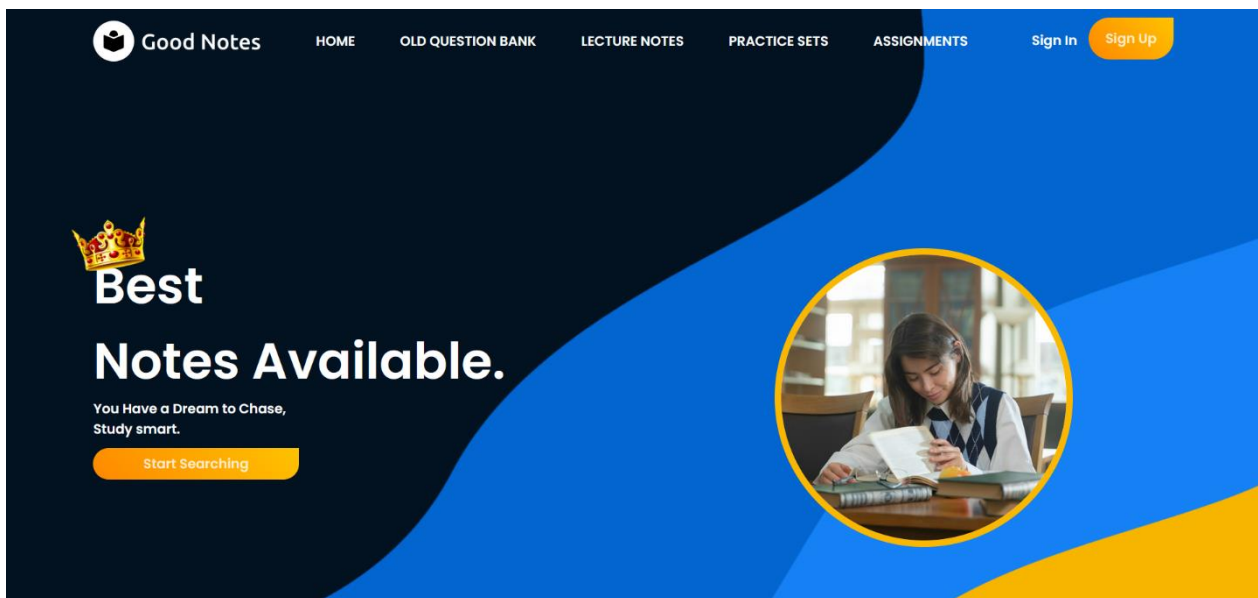 Good Notes
HOME
OLD QUESTION BANK
LECTURE NOTES
PRACTICE SETS
ASSIGNMENTS
Sign In
Sign Up
Best
Notes Available.
You Have a Dream to Chase,
Study smart.
Start Searching